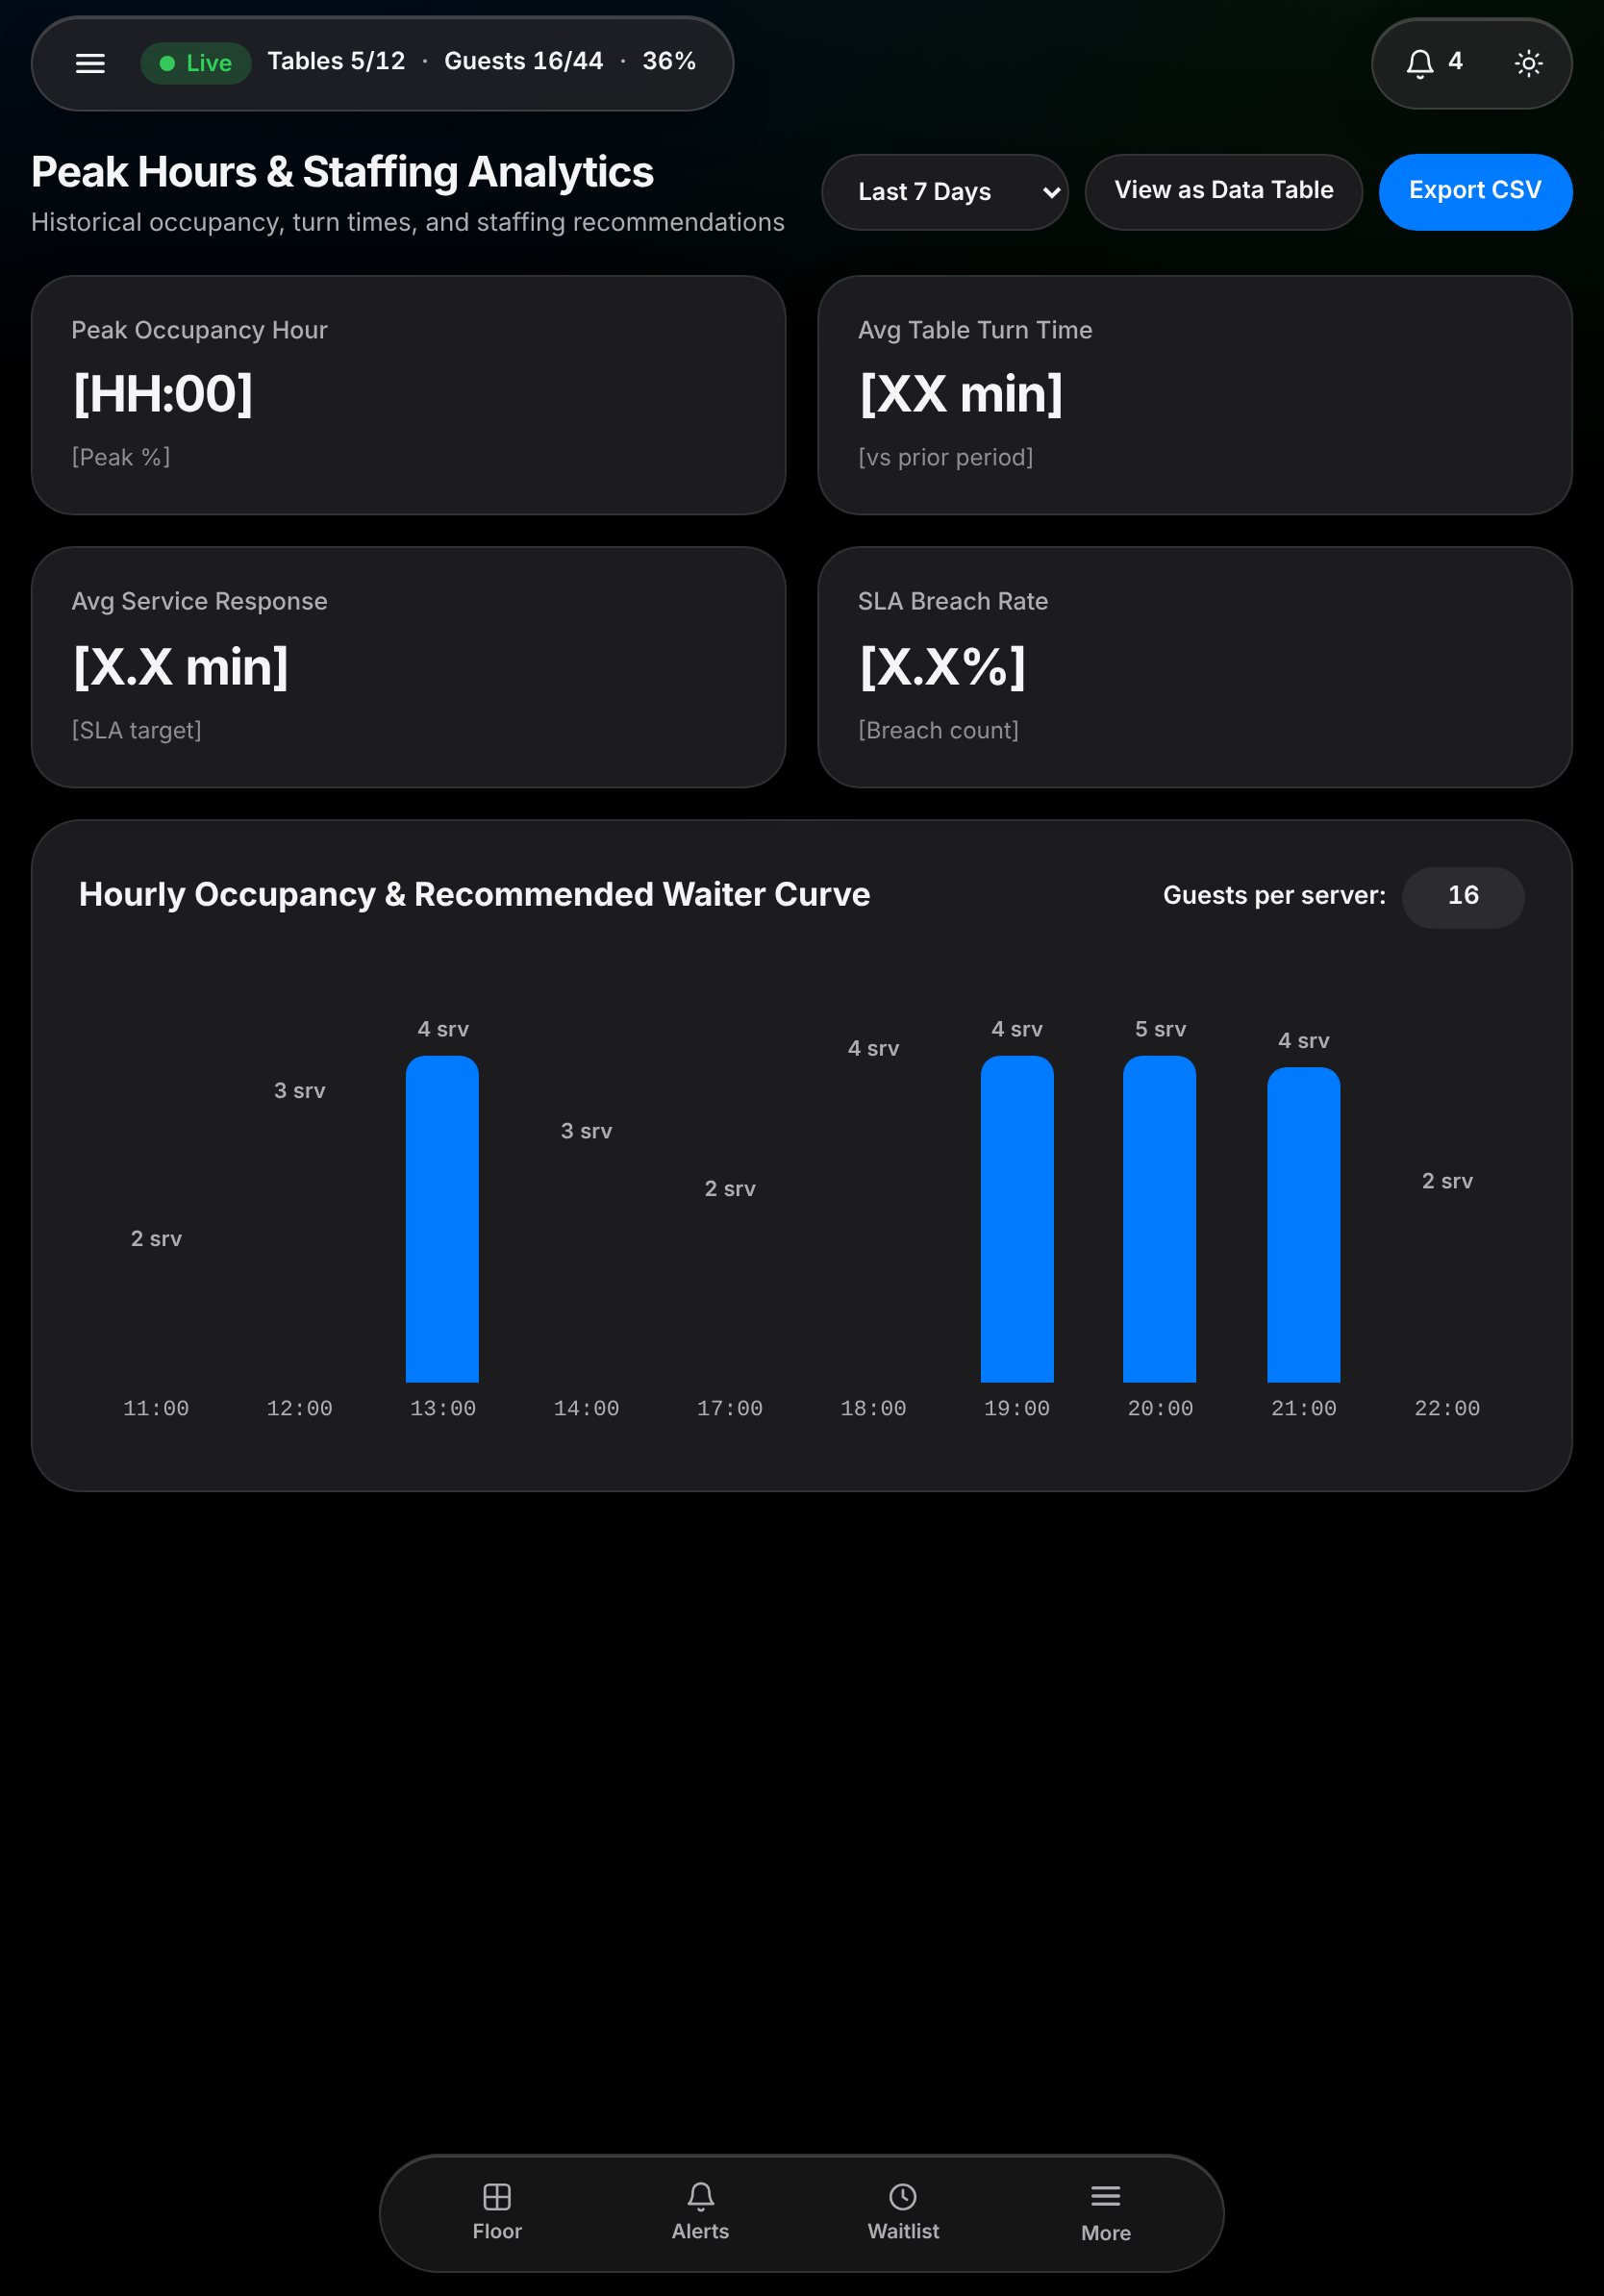 Live Tables 5/12 · Guests 16/44 · 36%
4
Peak Hours & Staffing Analytics
Historical occupancy, turn times, and staffing recommendations
Last 7 Days
View as Data Table
Export CSV
Peak Occupancy Hour
[HH:00]
[Peak %]
Avg Table Turn Time
[XX min]
[vs prior period]
Avg Service Response
[X.X min]
[SLA target]
SLA Breach Rate
[X.X%]
[Breach count]
Hourly Occupancy & Recommended Waiter Curve
Guests per server: 16
2 srv
3 srv
4 srv
3 srv
2 srv
4 srv
4 srv
5 srv
4 srv
2 srv
11:00 12:00 13:00 14:00 17:00 18:00 19:00 20:00 21:00 22:00
Floor
Alerts
Waitlist
More